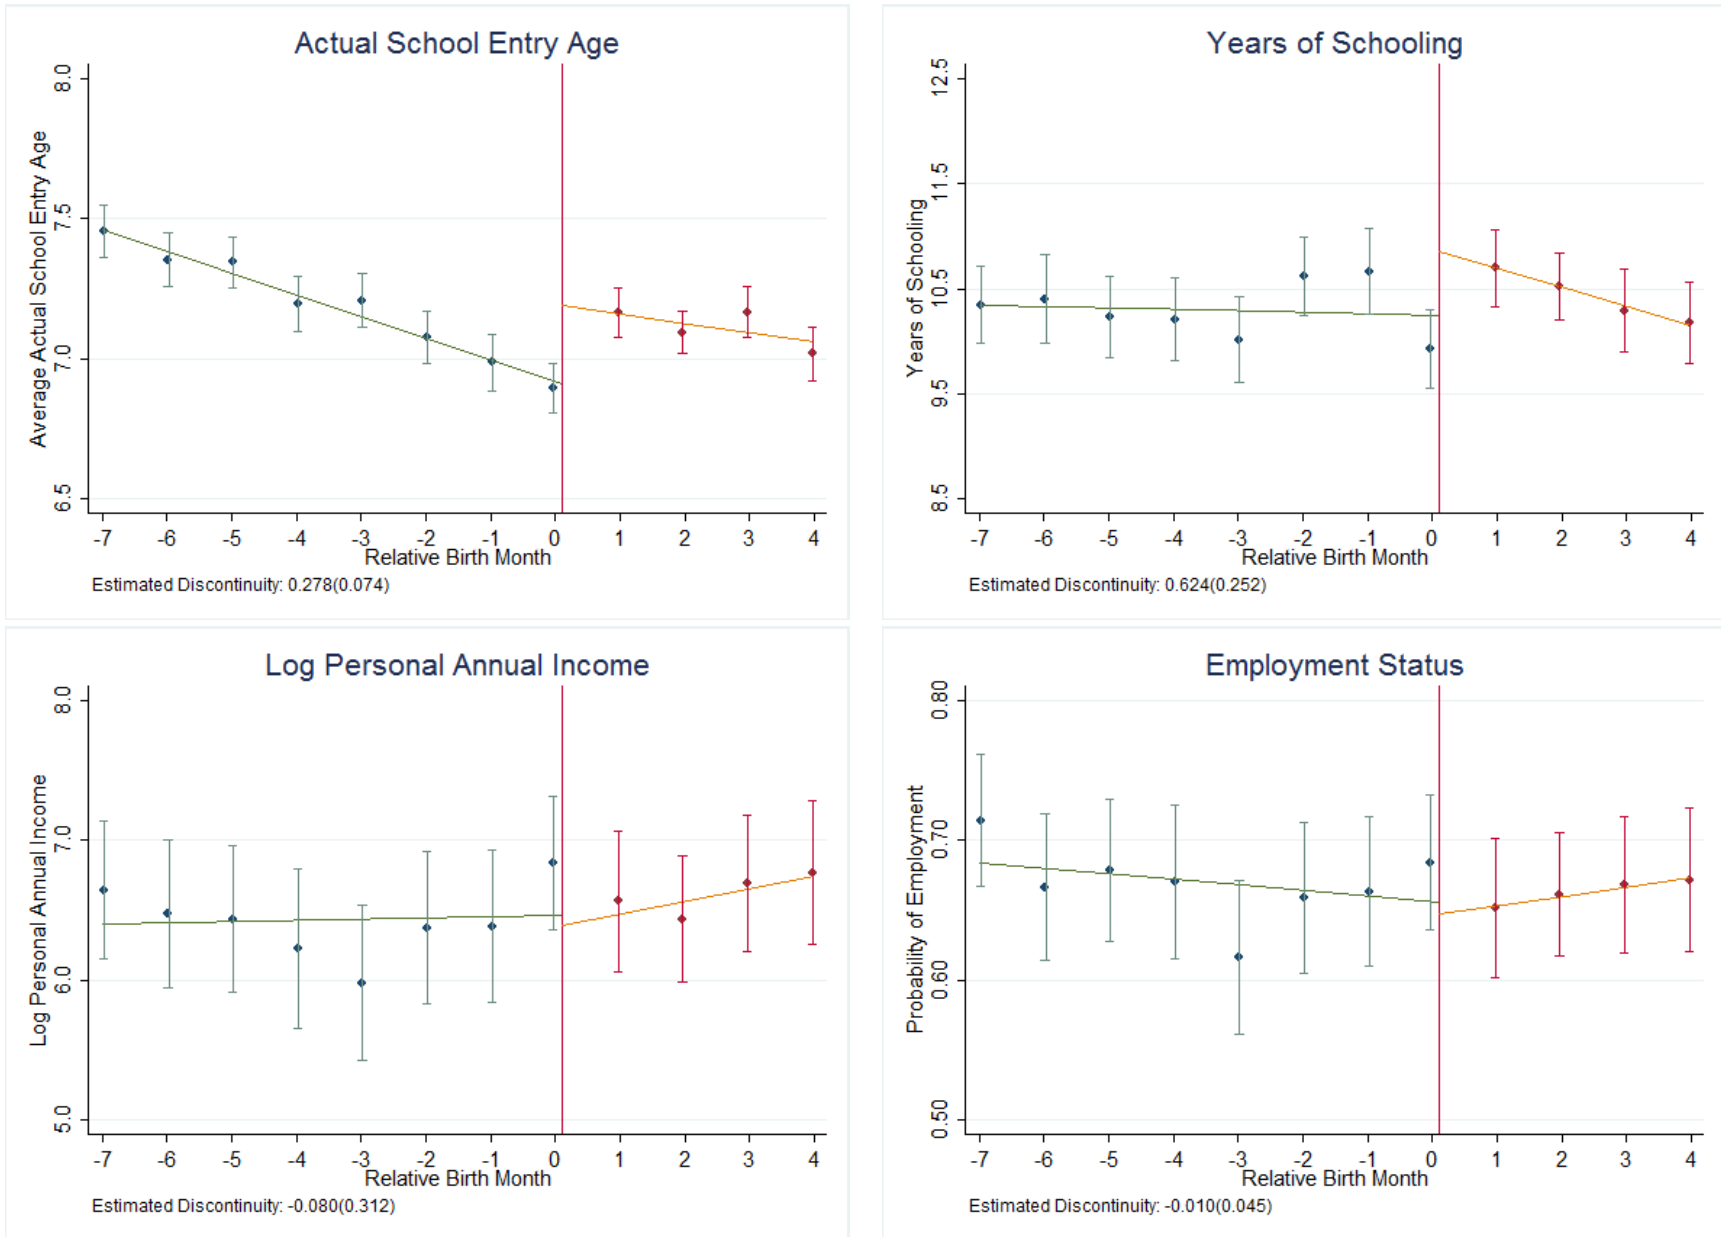 Actual School Entry Age
Average Actual School Entry Age
8.0
7.5
7.0
6.5
-7 -6 -5 -4 -3 -2 -1 0 1 2 3 4
Relative Birth Month
Estimated Discontinuity: 0.278(0.074)
Years of Schooling
Years of Schooling
12.5
11.5
10.5
9.5
8.5
-7 -6 -5 -4 -3 -2 -1 0 1 2 3 4
Relative Birth Month
Estimated Discontinuity: 0.624(0.252)
Log Personal Annual Income
Log Personal Annual Income
8.0
7.0
6.0
5.0
-7 -6 -5 -4 -3 -2 -1 0 1 2 3 4
Relative Birth Month
Estimated Discontinuity: -0.080(0.312)
Employment Status
Probability of Employment
0.80
0.70
0.60
0.50
-7 -6 -5 -4 -3 -2 -1 0 1 2 3 4
Relative Birth Month
Estimated Discontinuity: -0.010(0.045)